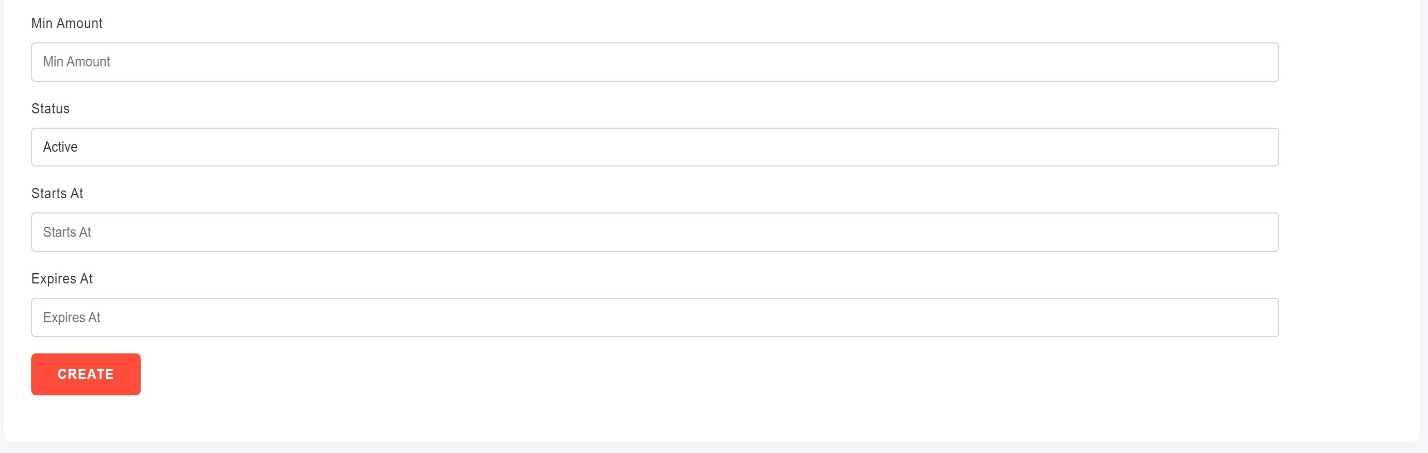 Min Amount
Min Amount
Status
Active
Starts At
Starts At
Expires At
Expires At
CREATE